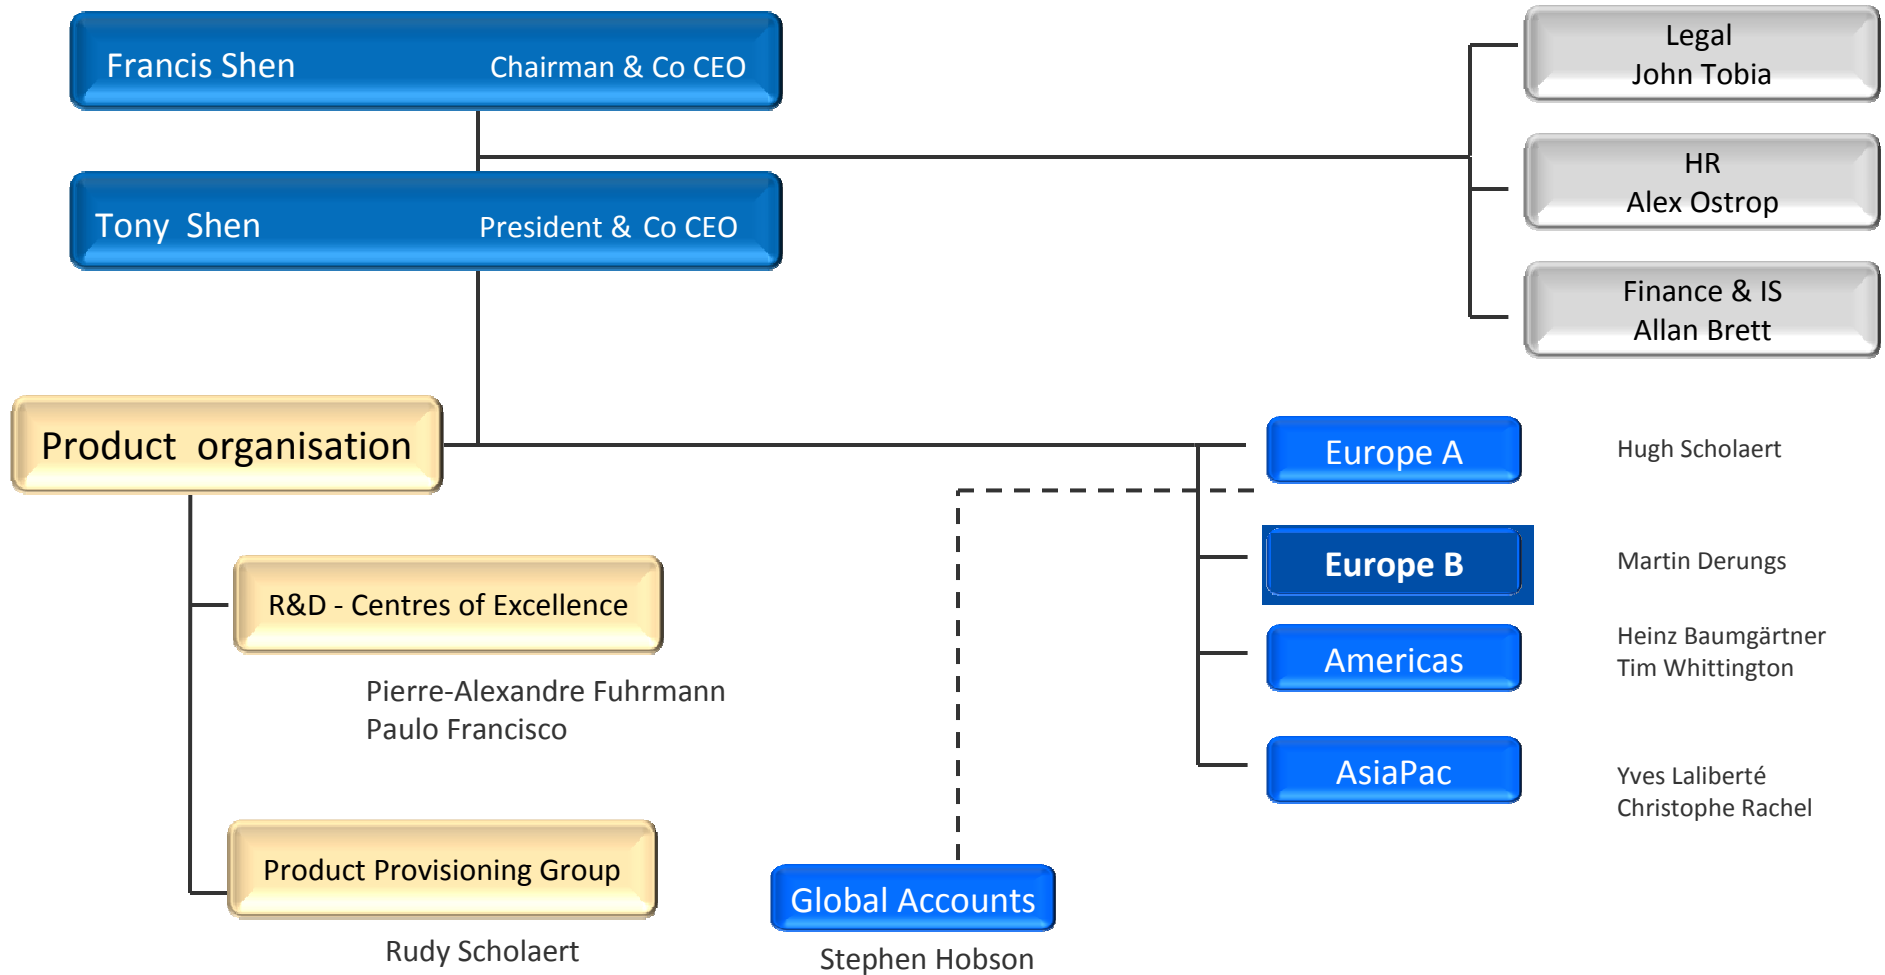 Francis Shen Chairman & Co CEO
Legal
John Tobia
HR
Alex Ostrop
Tony Shen President & Co CEO
Finance & IS
Allan Brett
Product organisation
Europe A Hugh Scholaert
Europe B Martin Derungs
R&D - Centres of Excellence
Pierre-Alexandre Fuhrmann
Paulo Francisco
Americas
Heinz Baumgärtner
Tim Whittington
AsiaPac
Yves Laliberté
Christophe Rachel
Product Provisioning Group
Rudy Scholaert
Global Accounts
Stephen Hobson